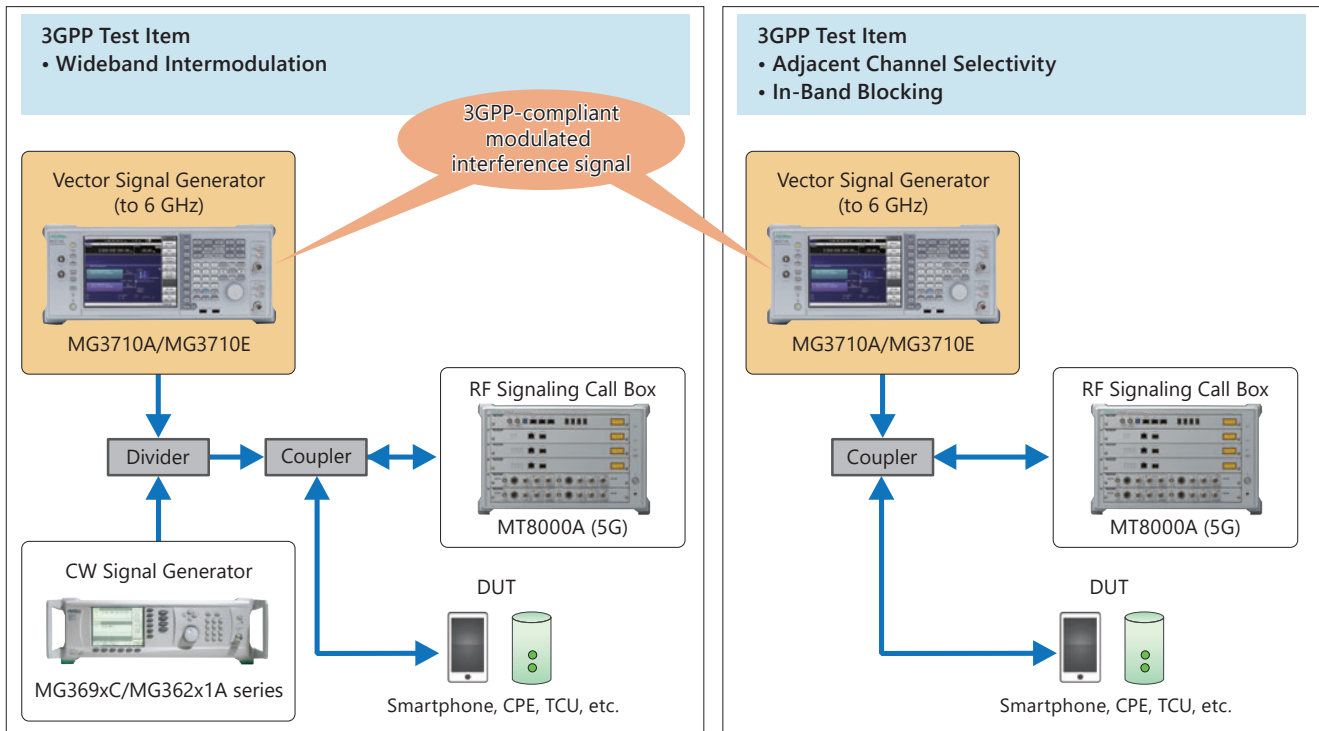 3GPP Test Item
• Wideband Intermodulation
3GPP-compliant
modulated
interference signal
Vector Signal Generator
(to 6 GHz)
MG3710A/MG3710E
Divider
Coupler
RF Signaling Call Box
MT8000A (5G)
CW Signal Generator
MG369xC/MG362x1A series
DUT
Smartphone, CPE, TCU, etc.
3GPP Test Item
• Adjacent Channel Selectivity
• In-Band Blocking
Vector Signal Generator
(to 6 GHz)
MG3710A/MG3710E
Coupler
RF Signaling Call Box
MT8000A (5G)
DUT
Smartphone, CPE, TCU, etc.